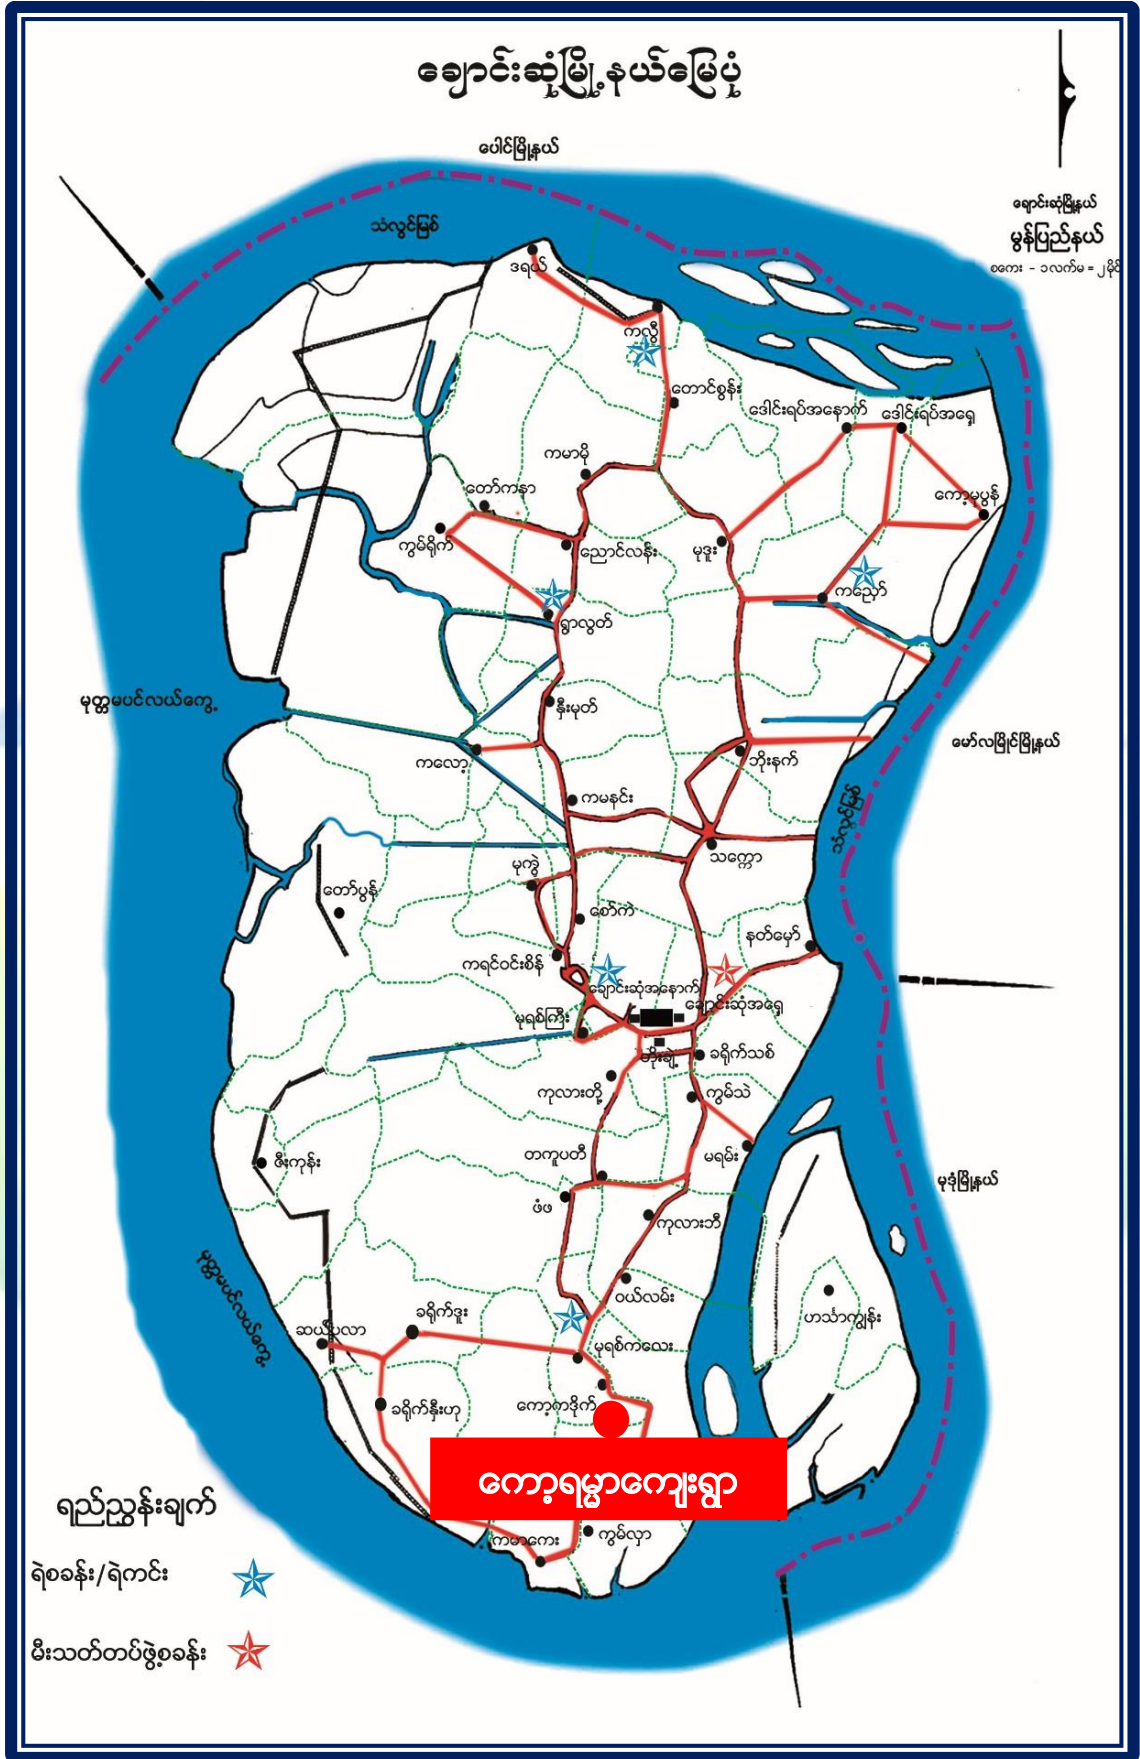 ချောင်းဆုံမြို့နယ်မြေပုံ
ပေါင်မြို့နယ်
ချောင်းဆုံမြို့နယ်
မွန်ပြည်နယ်
စကေး - ၁လက်မ = ၂မိုင်
သံလွင်မြစ်
ဒရယ်
ကလွီ
တောင်စွန်း
ဒေါင်းရပ်အနောက်
ဒေါင်းရပ်အရှေ့
ကမာမို
တော်ကနာ
ကော့မုပွန်
ကွမ်ရိုက်
ညောင်လန်း
မုဒူး
ကညှော်
ရွာလွတ်
မုတ္တမပင်လယ်ကွေ့
နှီးမုတ်
မော်လမြိုင်မြို့နယ်
ကလော့
ဘိုးနက်
ကမနင်း
သံလွင်မြစ်
သက္ကော
မုကွဲ
တော်ပွန်
စော်ကဲ
နတ်မှော်
ကရင်ဝင်းစိန်
ချောင်းဆုံအနောက်
ချောင်းဆုံအရှေ့
မုရစ်ကြီး
ဘိုးချဲ့
ခရိုက်သစ်
ကုလားတို့
ကွမ်သဲ
တကူပတီ
မရမ်း
ဇီးကုန်း
မုဒုံမြို့နယ်
ဖံဖ
ကုလားဘီ
မုတ္တမပင်လယ်ကွေ့
ဝယ်လမ်း
ဟင်္သာကျွန်း
ခရိုက်ဒူး
ဆယ်ပလာ
မုရစ်ကလေး
ကော့ကဒိုက်
ခရိုက်နှီးဟု
ကော့ရမ္မာကျေးရွာ
ရည်ညွှန်းချက်
ကမာကေး
ကွမ်လှာ
ရဲစခန်း/ရဲကင်း
မီးသတ်တပ်ဖွဲ့စခန်း